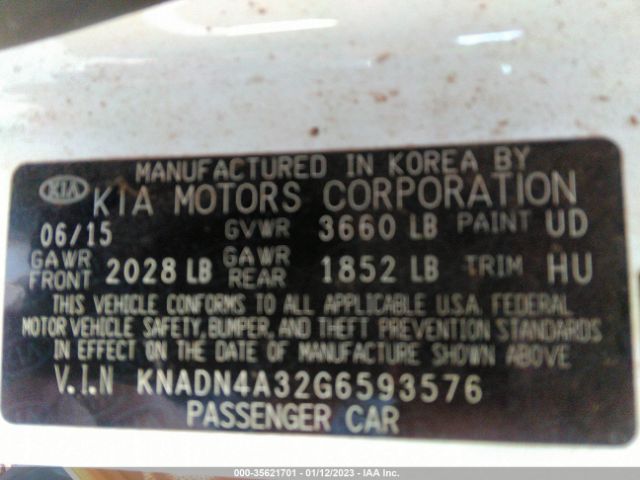 MANUFACTURED IN KOREA BY
KIA KIA MOTORS CORPORATION
06/15 GVWR 3660 LB PAINT UD
GAWR FRONT 2028 LB GAWR REAR 1852 LB TRIM HU
THIS VEHICLE CONFORMS TO ALL APPLICABLE U.S.A. FEDERAL
MOTOR VEHICLE SAFETY, BUMPER, AND THEFT PREVENTION STANDARDS
IN EFFECT ON THE DATE OF MANUFACTURE SHOWN ABOVE.
V.I.N KNADN4A32G6593576
PASSENGER CAR
000-35621701 - 01/12/2023 - IAA Inc.